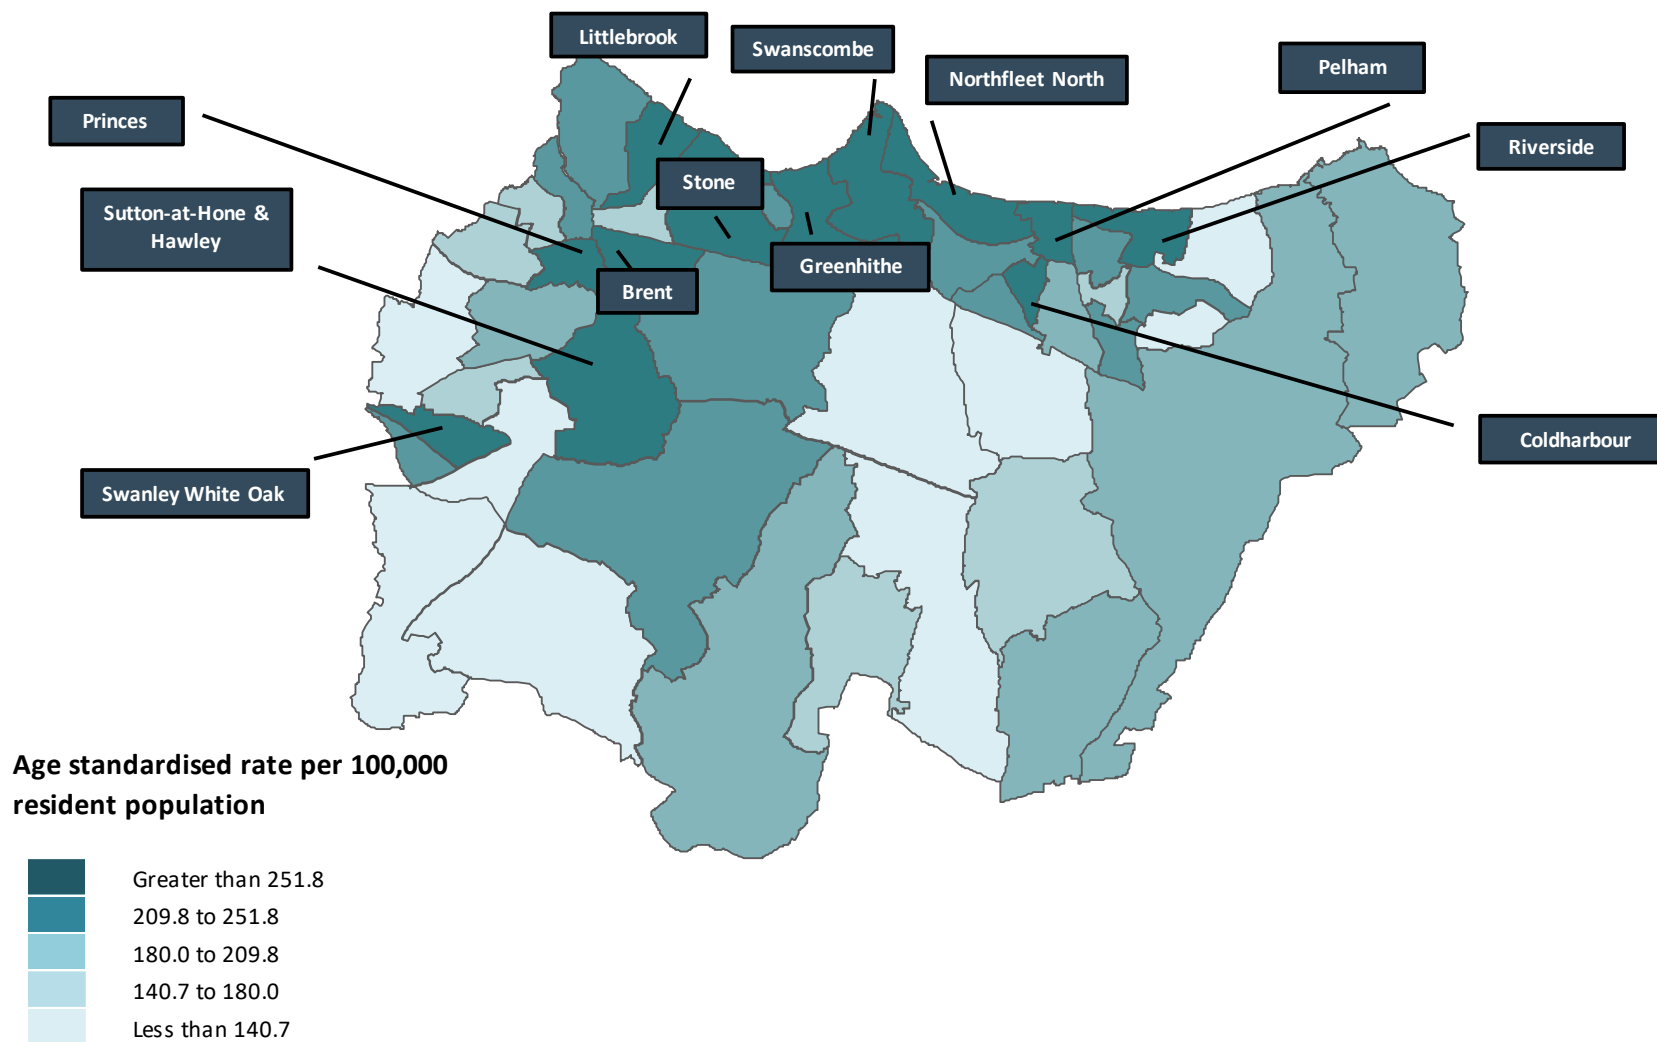 Littlebrook
Swanscombe
Northfleet North
Pelham
Princes
Riverside
Stone
Sutton-at-Hone &
Hawley
Greenhithe
Brent
Coldharbour
Swanley White Oak
Age standardised rate per 100,000
resident population
Greater than 251.8
209.8 to 251.8
180.0 to 209.8
140.7 to 180.0
Less than 140.7